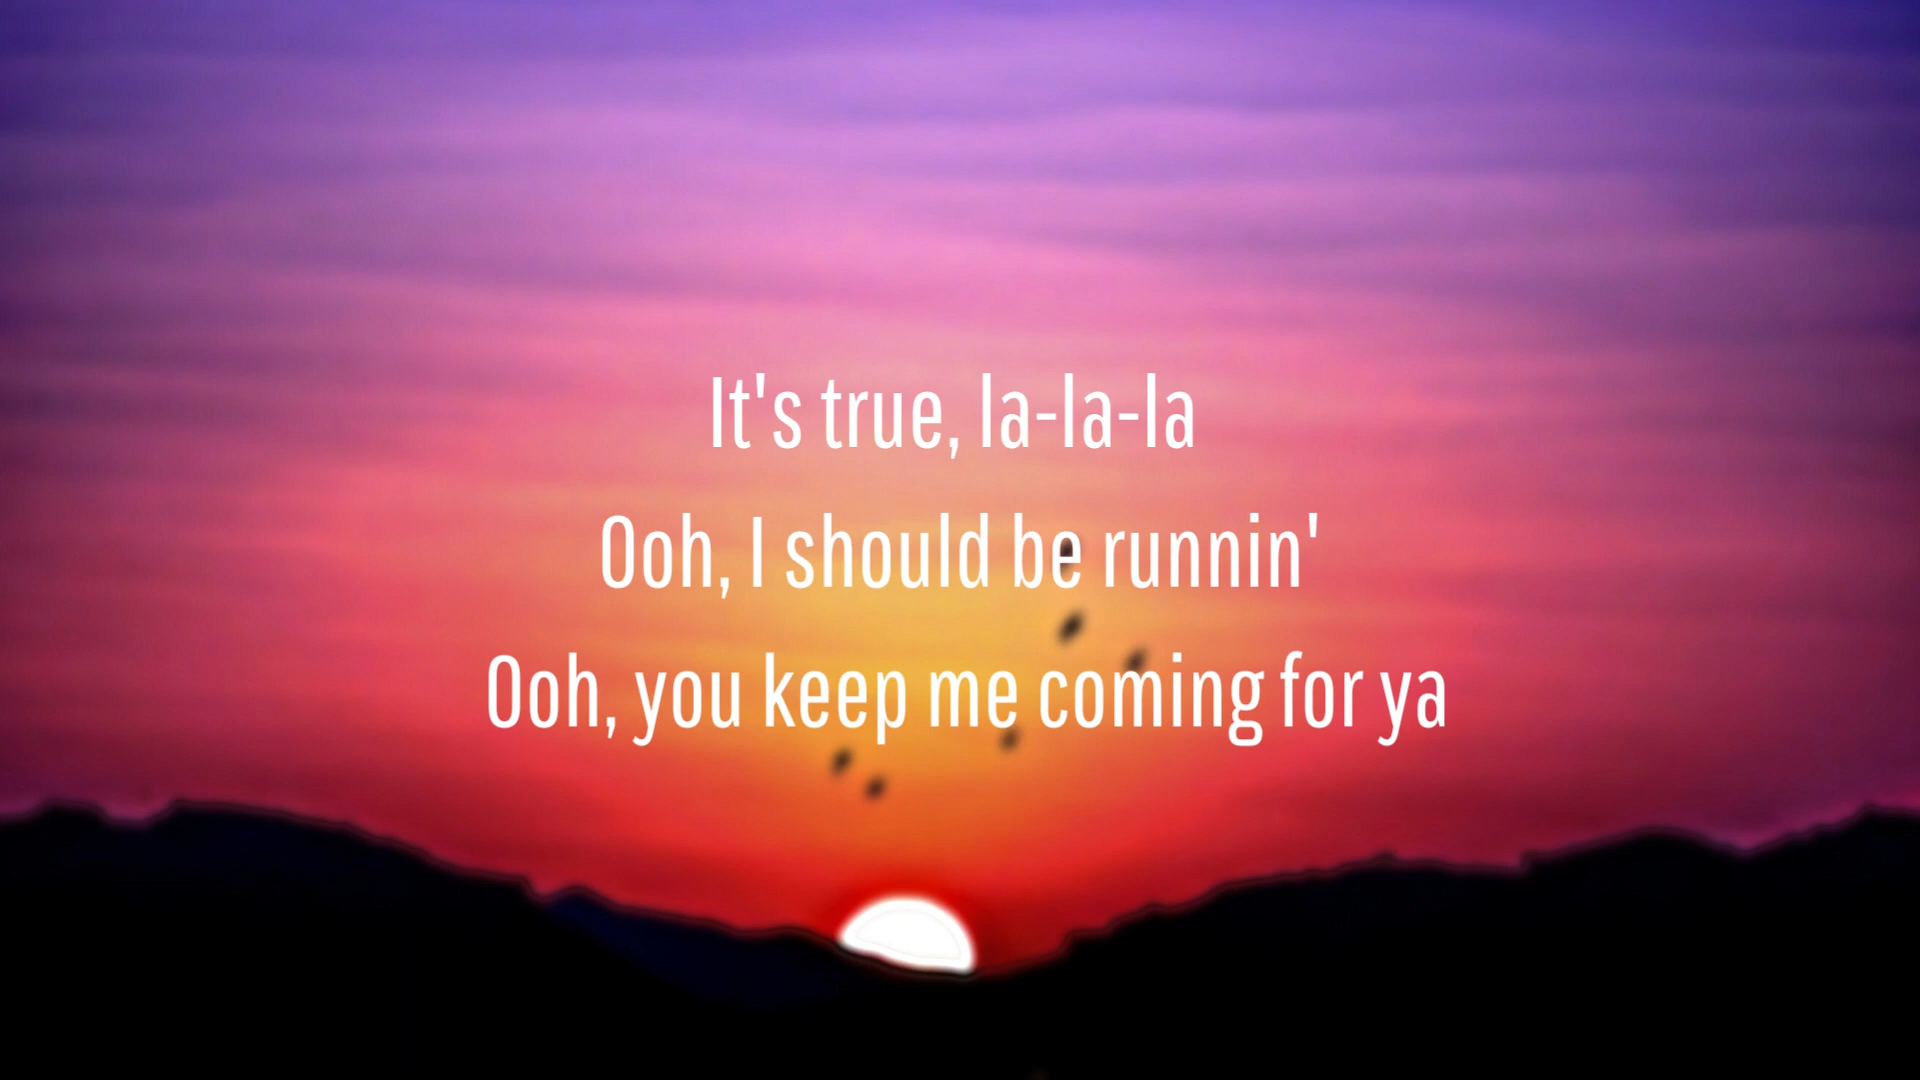 It's true, la-la-la
Ooh, I should be runnin'
Ooh, you keep me coming for ya